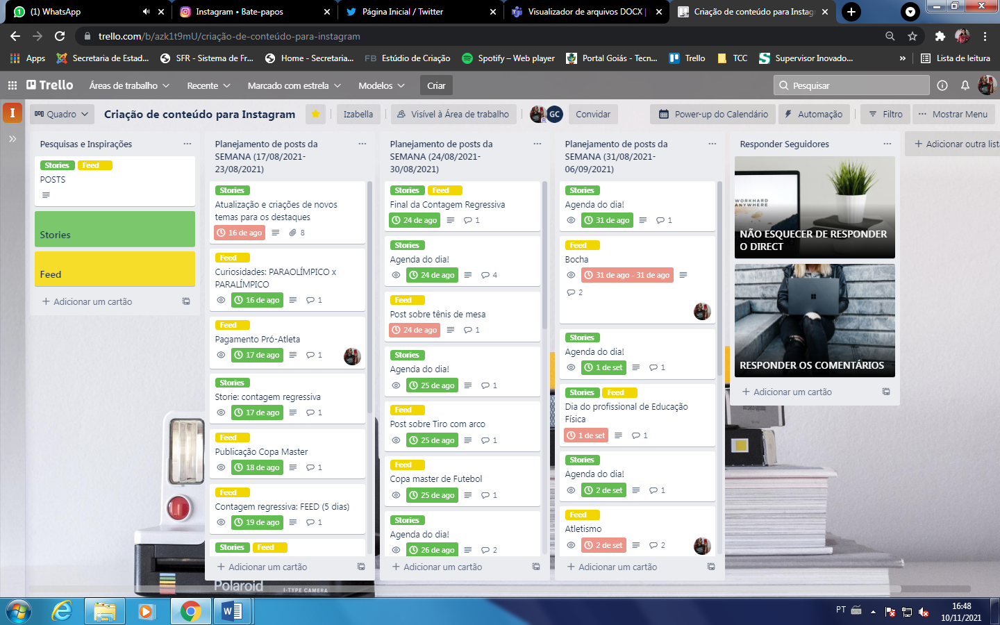 (1) WhatsApp
Instagram • Bate-papos
Página Inicial / Twitter
Visualizador de arquivos DOCX |
Criação de conteúdo para Instag
trello.com/b/azk1t9mU/criação-de-conteúdo-para-instagram
Apps
Secretaria de Estad...
SFR - Sistema de Fr...
Home - Secretaria...
FB Estúdio de Criação
Spotify – Web player
Portal Goiás - Tecn...
Trello
TCC
Supervisor Inovado...
»
Lista de leitura
Trello
Áreas de trabalho
Recente
Marcado com estrela
Modelos
Criar
Pesquisar
I
Quadro
Criação de conteúdo para Instagram
Izabella
Visível à Área de trabalho
GC
Convidar
Power-up do Calendário
Automação
Filtro
Mostrar Menu
Pesquisas e Inspirações
Stories Feed
POSTS
Stories
Feed
+ Adicionar um cartão
Planejamento de posts da
SEMANA (17/08/2021-
23/08/2021)
Stories
Atualização e criações de novos
temas para os destaques
16 de ago 8
Feed
Curiosidades: PARAOLÍMPICO x
PARALÍMPICO
16 de ago 1
Feed
Pagamento Pró-Atleta
17 de ago 1
Stories
Storie: contagem regressiva
17 de ago 1
Feed
Publicação Copa Master
18 de ago 1
Feed
Contagem regressiva: FEED (5 dias)
19 de ago 1
Stories Feed
+ Adicionar um cartão
Planejamento de posts da
SEMANA (24/08/2021-
30/08/2021)
Stories Feed
Final da Contagem Regressiva
24 de ago 1
Stories
Agenda do dia!
24 de ago 4
Feed
Post sobre tênis de mesa
24 de ago 1
Stories
Agenda do dia!
25 de ago 1
Feed
Post sobre Tiro com arco
25 de ago 1
Feed
Copa master de Futebol
25 de ago 1
Stories
Agenda do dia!
26 de ago 2
+ Adicionar um cartão
Planejamento de posts da
SEMANA (31/08/2021-
06/09/2021)
Stories
Agenda do dia!
31 de ago 1
Feed
Bocha
31 de ago - 31 de ago
2
Stories
Agenda do dia!
1 de set 1
Stories Feed
Dia do profissional de Educação
Física
1 de set 1
Stories
Agenda do dia!
2 de set 1
Feed
Atletismo
2 de set 2
+ Adicionar um cartão
Responder Seguidores
WORKHARD
ANYWHERE
NÃO ESQUECER DE RESPONDER
O DIRECT
RESPONDER OS COMENTÁRIOS
+ Adicionar um cartão
+ Adicionar outra list
Polaroid
I-TYPE CAMERA
PT
16:48
10/11/2021